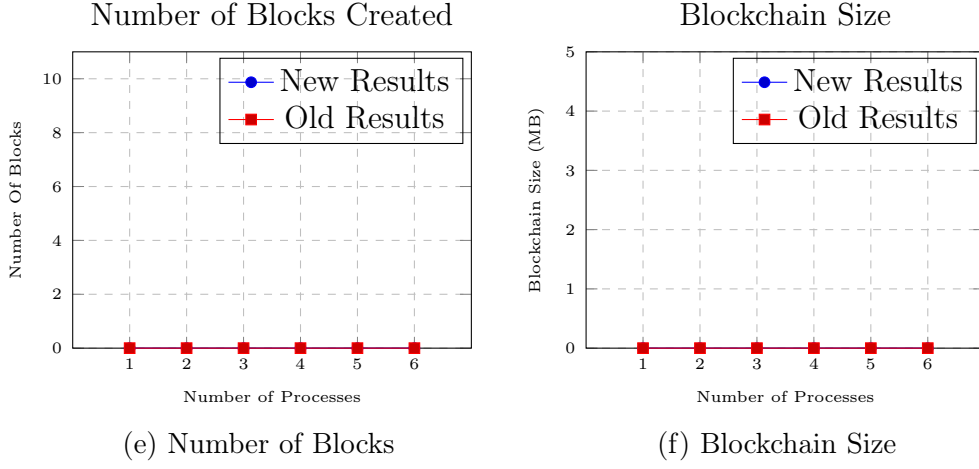 Number of Blocks Created
10
8
6
4
2
0
Number Of Blocks
New Results
Old Results
1 2 3 4 5 6
Number of Processes
(e) Number of Blocks
Blockchain Size
5
4
3
2
1
0
Blockchain Size (MB)
New Results
Old Results
1 2 3 4 5 6
Number of Processes
(f) Blockchain Size